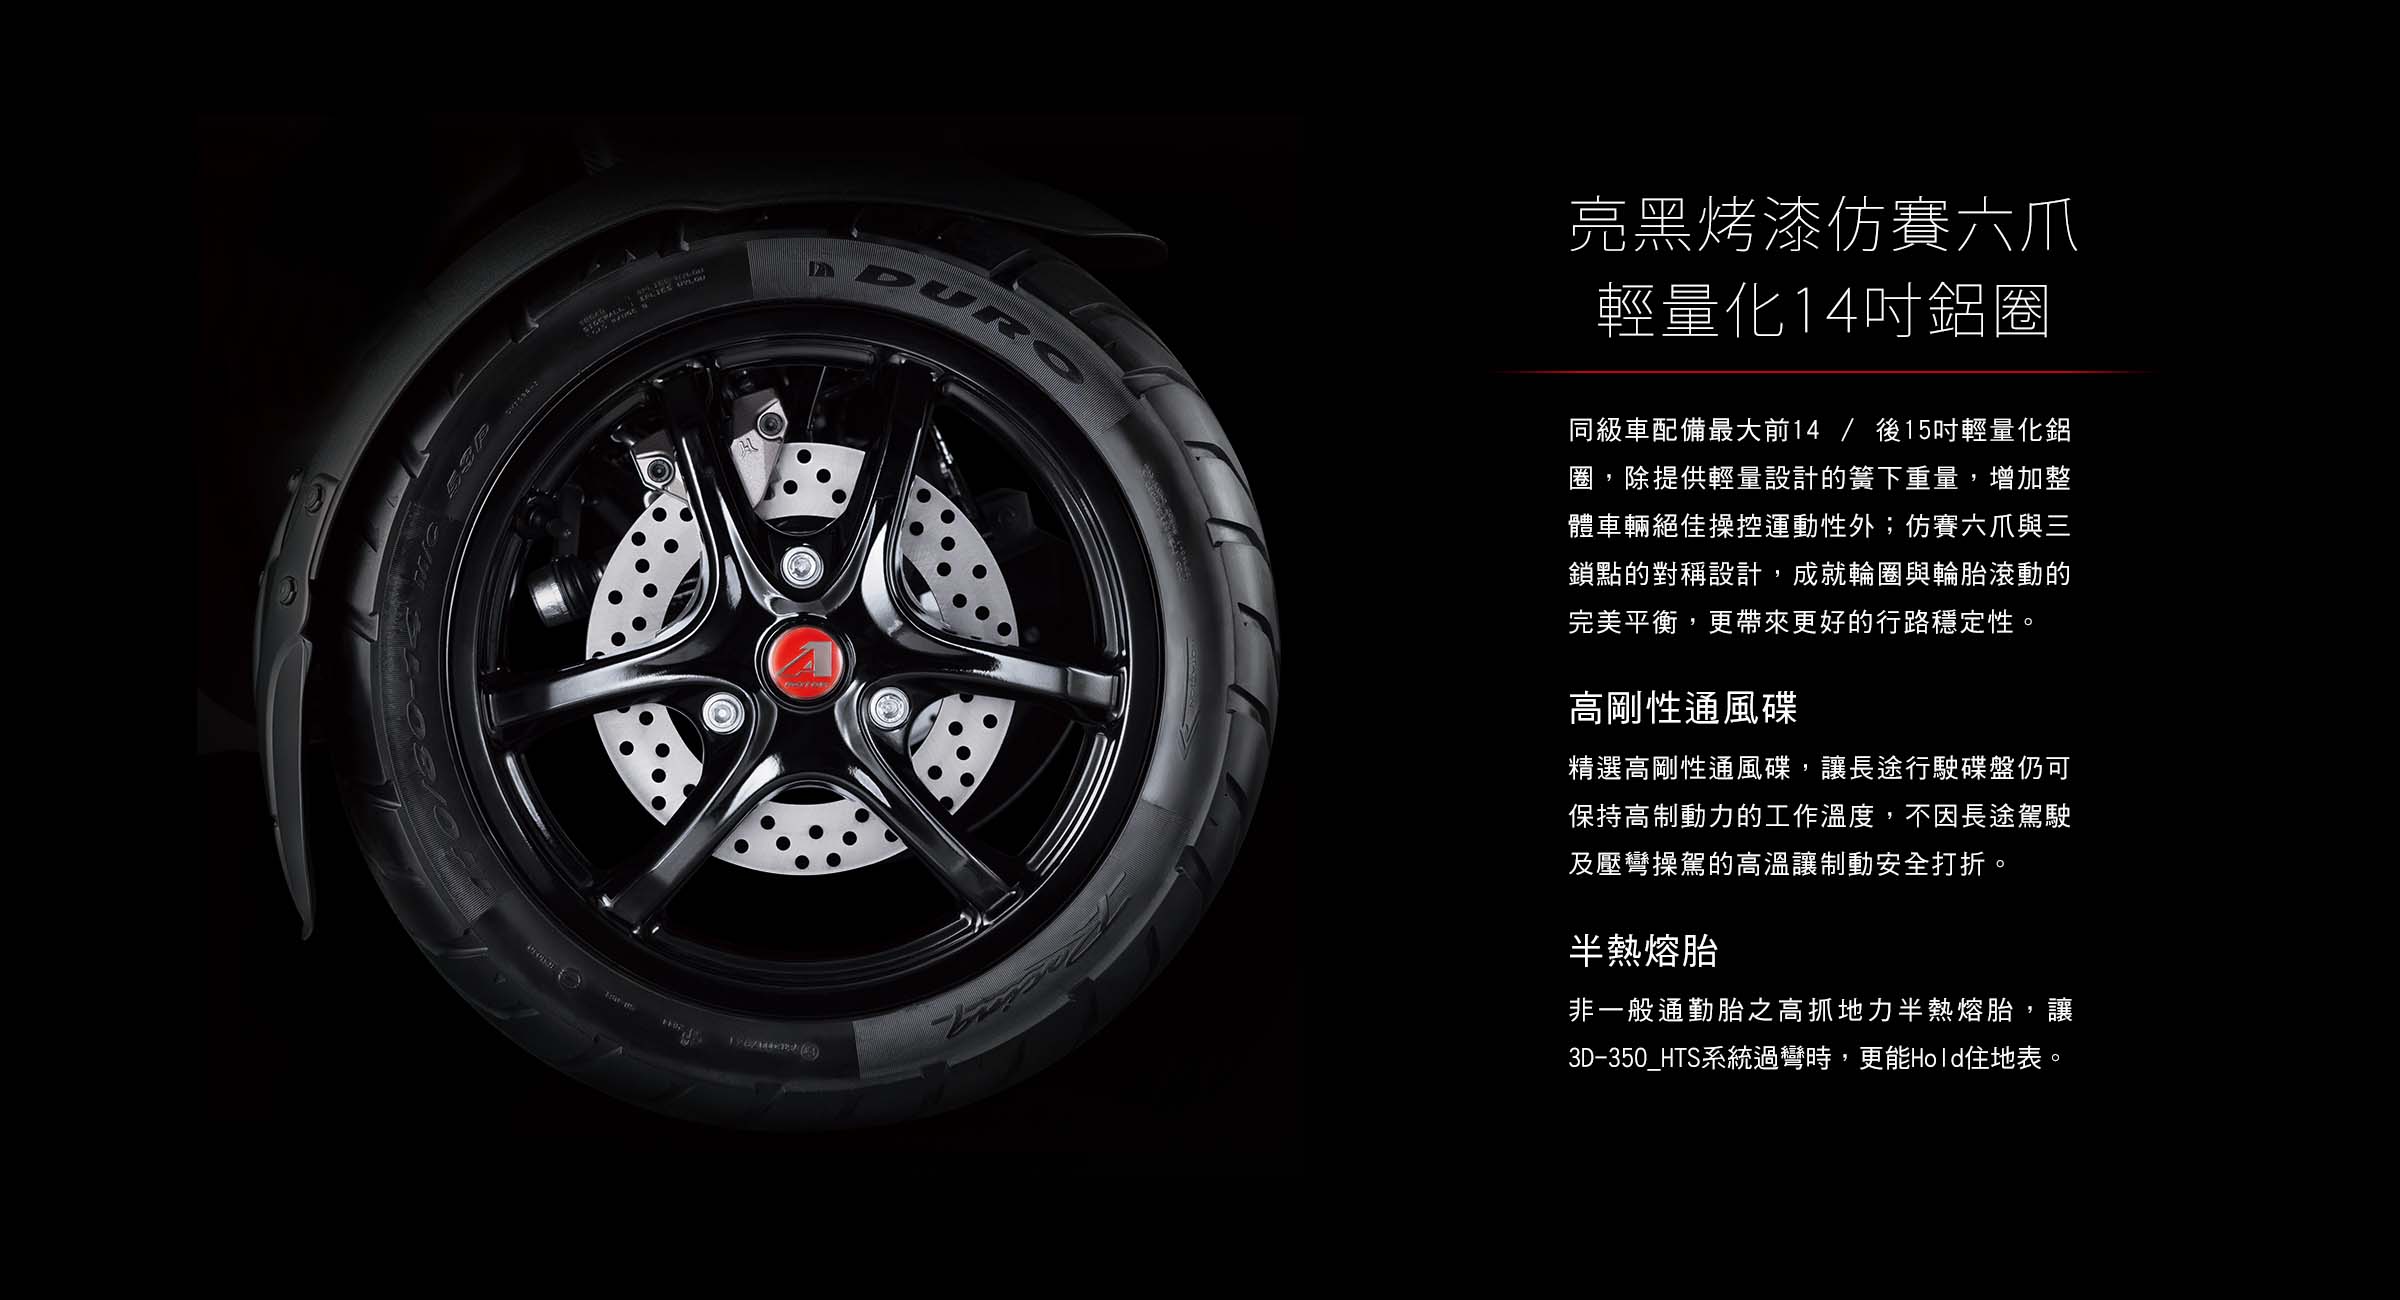 亮黑烤漆仿賽六爪
輕量化14吋鋁圈
同級車配備最大前14 / 後15吋輕量化鋁
圈，除提供輕量設計的簧下重量，增加整
體車輛絕佳操控運動性外；仿賽六爪與三
鎖點的對稱設計，成就輪圈與輪胎滾動的
完美平衡，更帶來更好的行路穩定性。
高剛性通風碟
精選高剛性通風碟，讓長途行駛碟盤仍可
保持高制動力的工作溫度，不因長途駕駛
及壓彎操駕的高溫讓制動安全打折。
半熱熔胎
非一般通勤胎之高抓地力半熱熔胎，讓
3D-350_HTS系統過彎時，更能Hold住地表。
DURO
Racing
55P